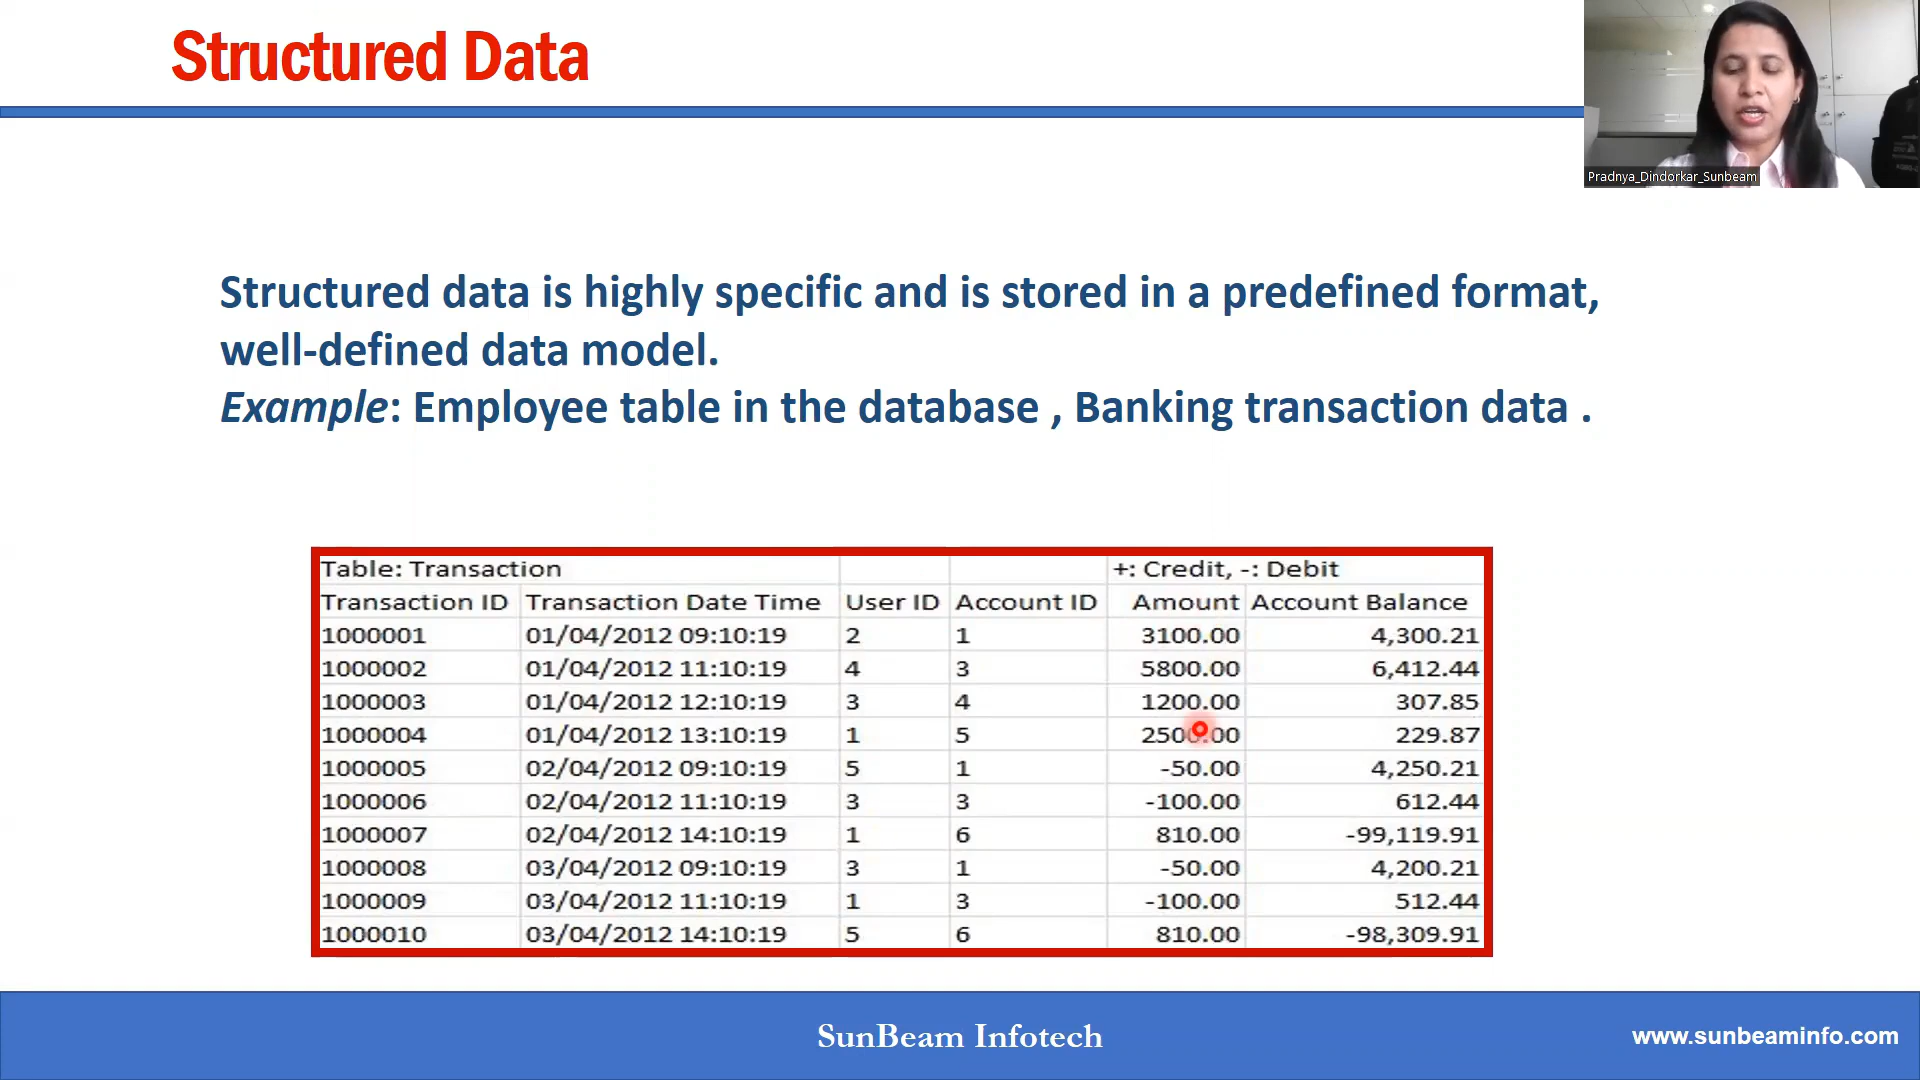 Structured Data
Pradnya_Dindorkar_Sunbeam
Structured data is highly specific and is stored in a predefined format,
well-defined data model.
Example: Employee table in the database , Banking transaction data .
Table: Transaction +: Credit, -: Debit
Transaction ID Transaction Date Time User ID Account ID Amount Account Balance
1000001 01/04/2012 09:10:19 2 1 3100.00 4,300.21
1000002 01/04/2012 11:10:19 4 3 5800.00 6,412.44
1000003 01/04/2012 12:10:19 3 4 1200.00 307.85
1000004 01/04/2012 13:10:19 1 5 2500.00 229.87
1000005 02/04/2012 09:10:19 5 1 -50.00 4,250.21
1000006 02/04/2012 11:10:19 3 3 -100.00 612.44
1000007 02/04/2012 14:10:19 1 6 810.00 -99,119.91
1000008 03/04/2012 09:10:19 3 1 -50.00 4,200.21
1000009 03/04/2012 11:10:19 1 3 -100.00 512.44
1000010 03/04/2012 14:10:19 5 6 810.00 -98,309.91
SunBeam Infotech
www.sunbeaminfo.com